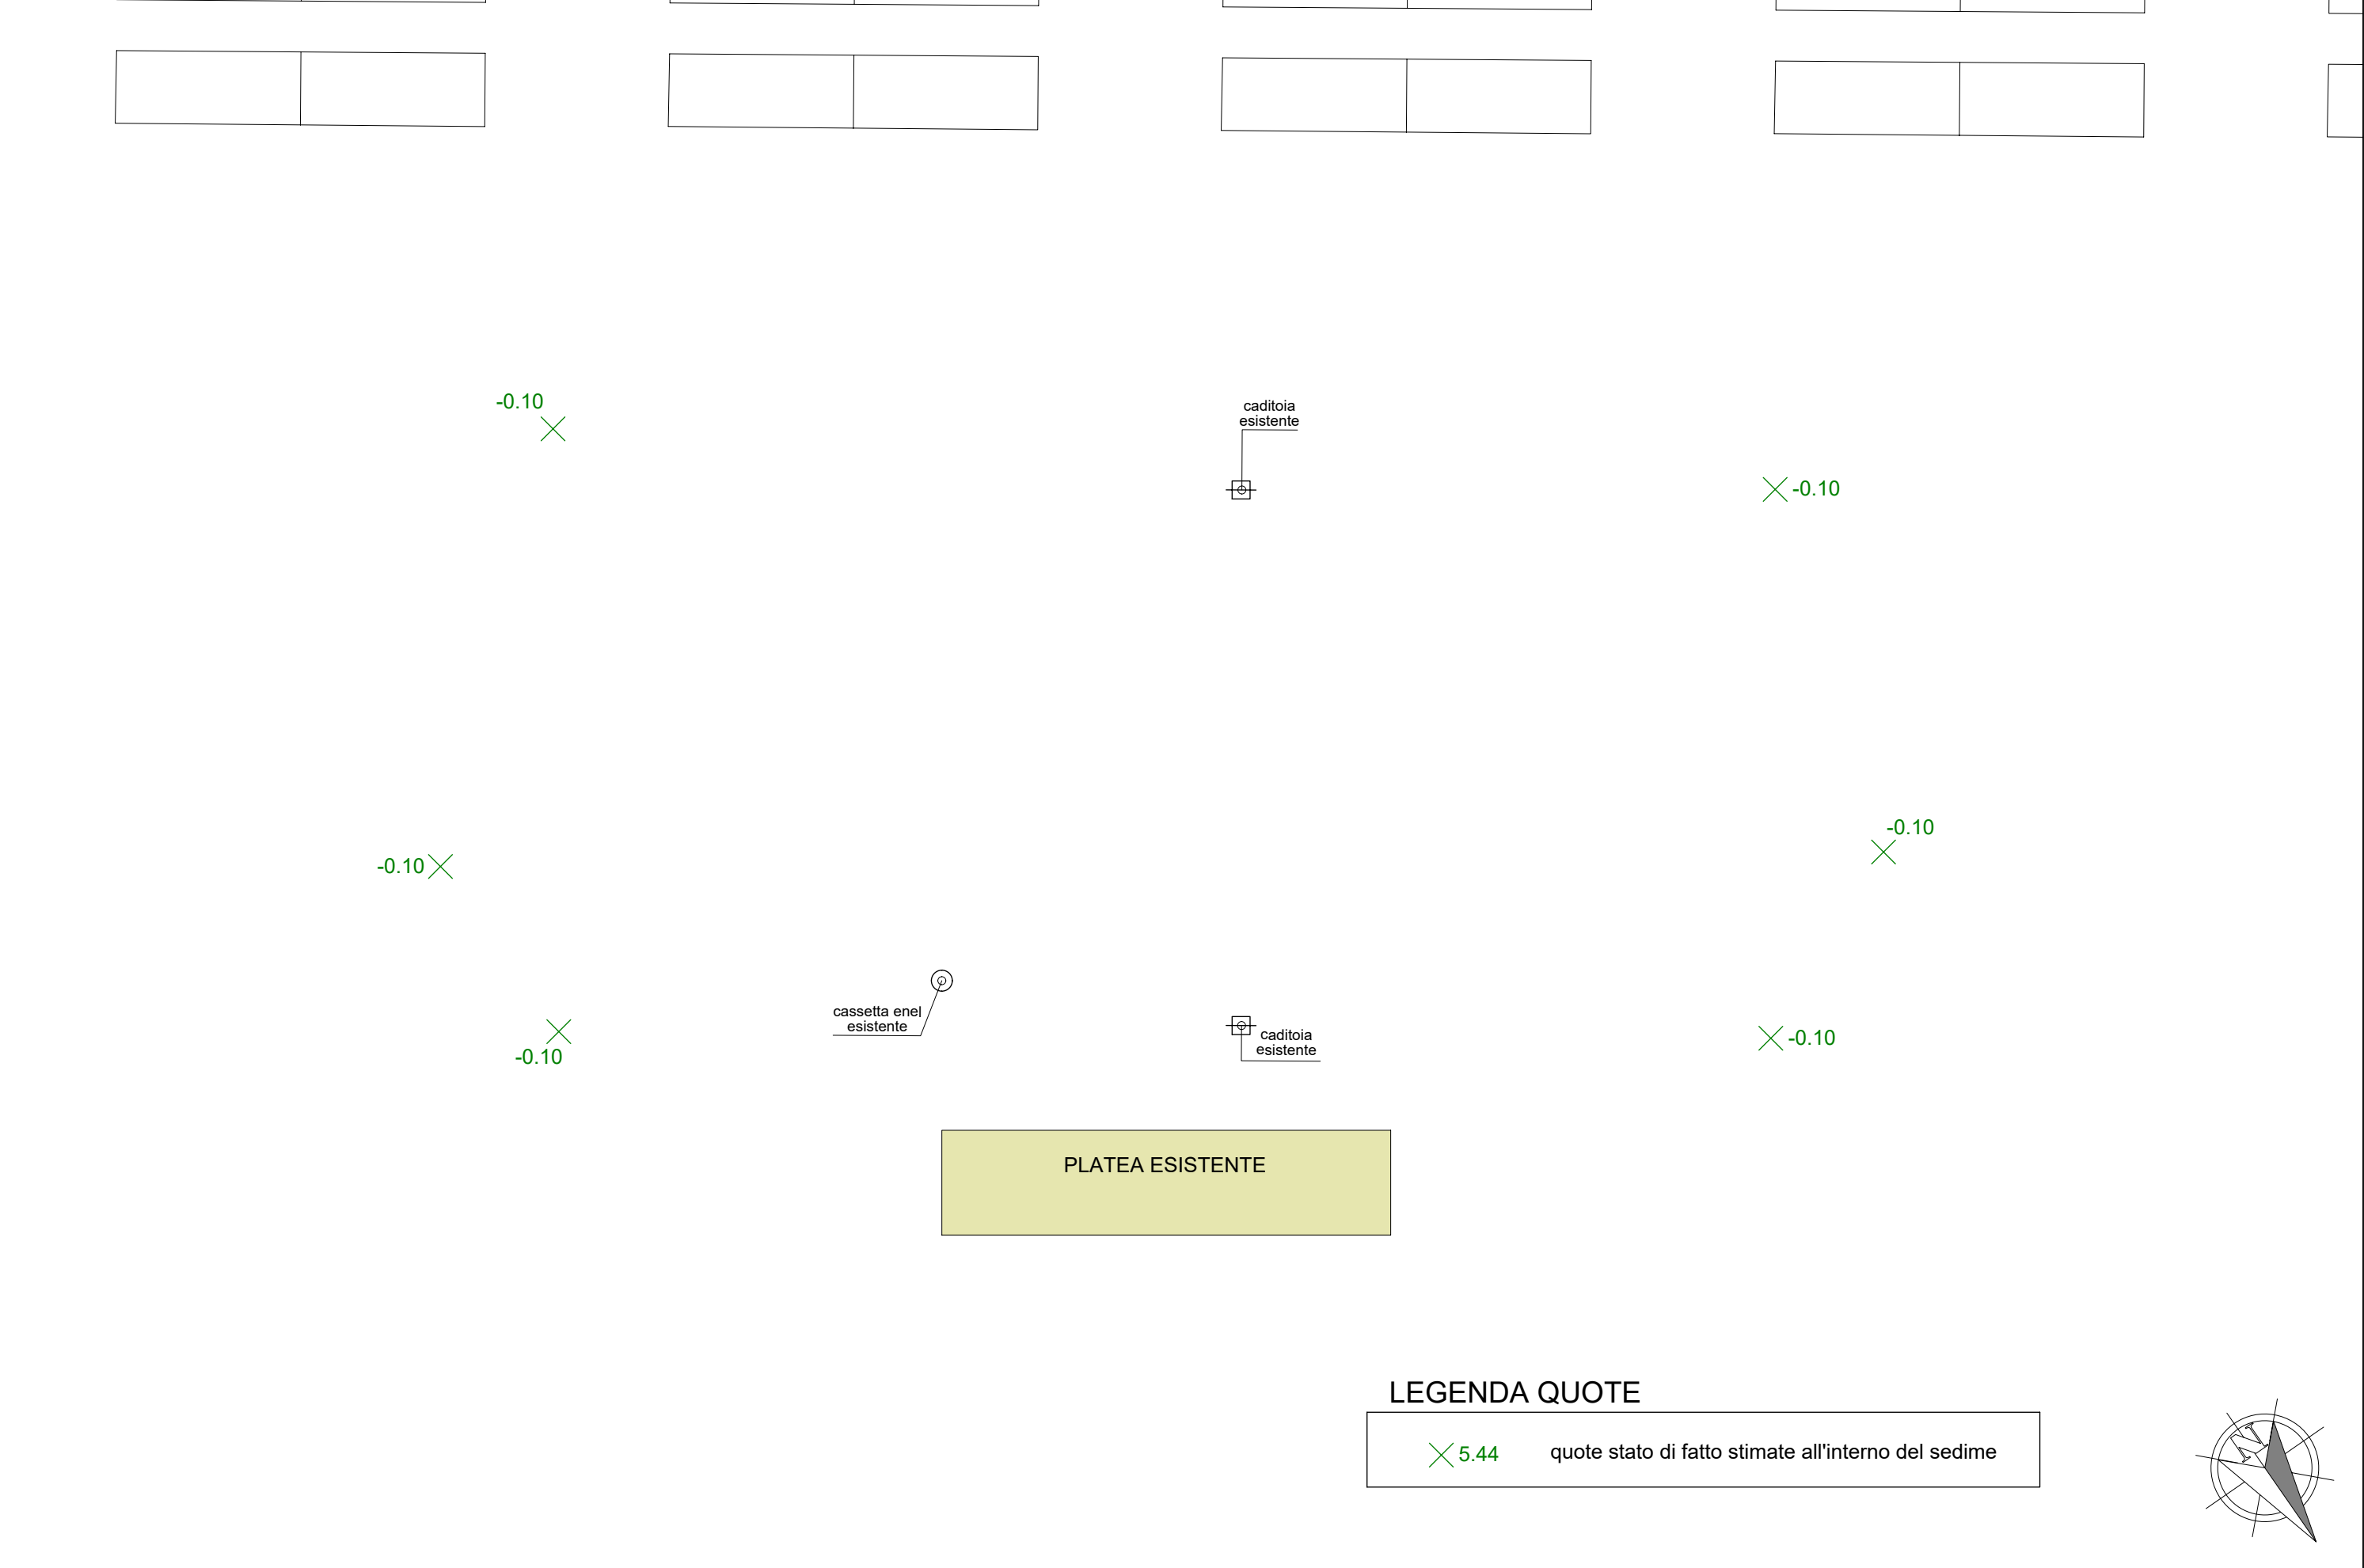 -0.10
caditoia
esistente
-0.10
-0.10
-0.10
cassetta enel
esistente
caditoia
esistente
-0.10
-0.10
PLATEA ESISTENTE
LEGENDA QUOTE
5.44 quote stato di fatto stimate all'interno del sedime
N